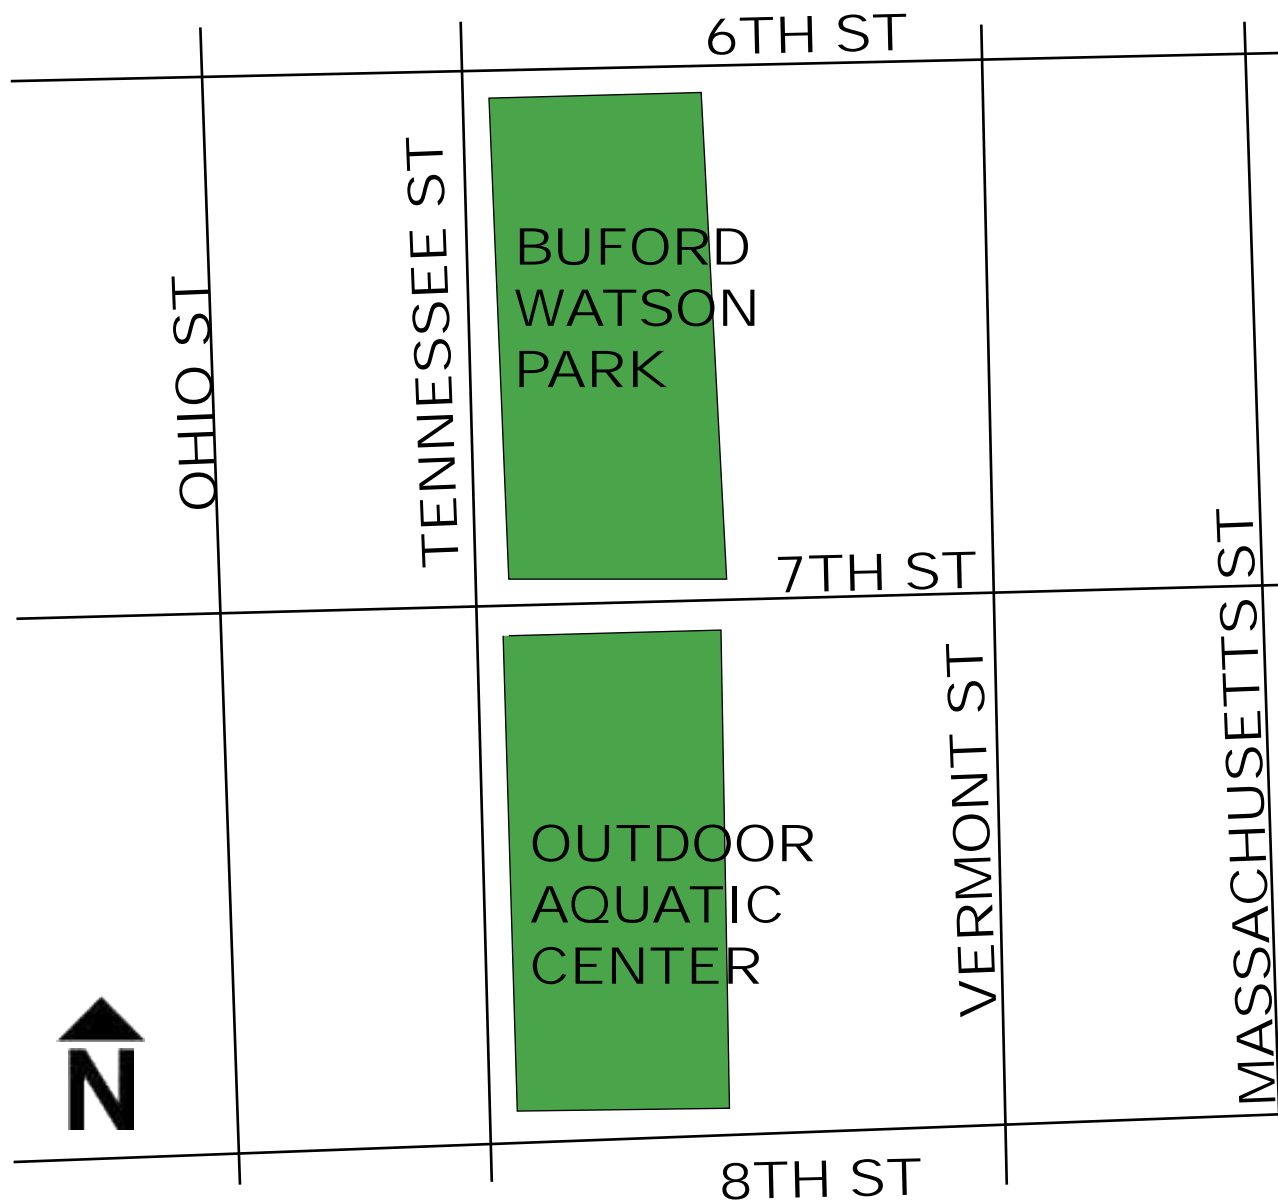 6TH ST
OHIO ST
TENNESSEE ST
BUFORD
WATSON
PARK
7TH ST
VERMONT ST
MASSACHUSETTS ST
OUTDOOR
AQUATIC
CENTER
N
8TH ST